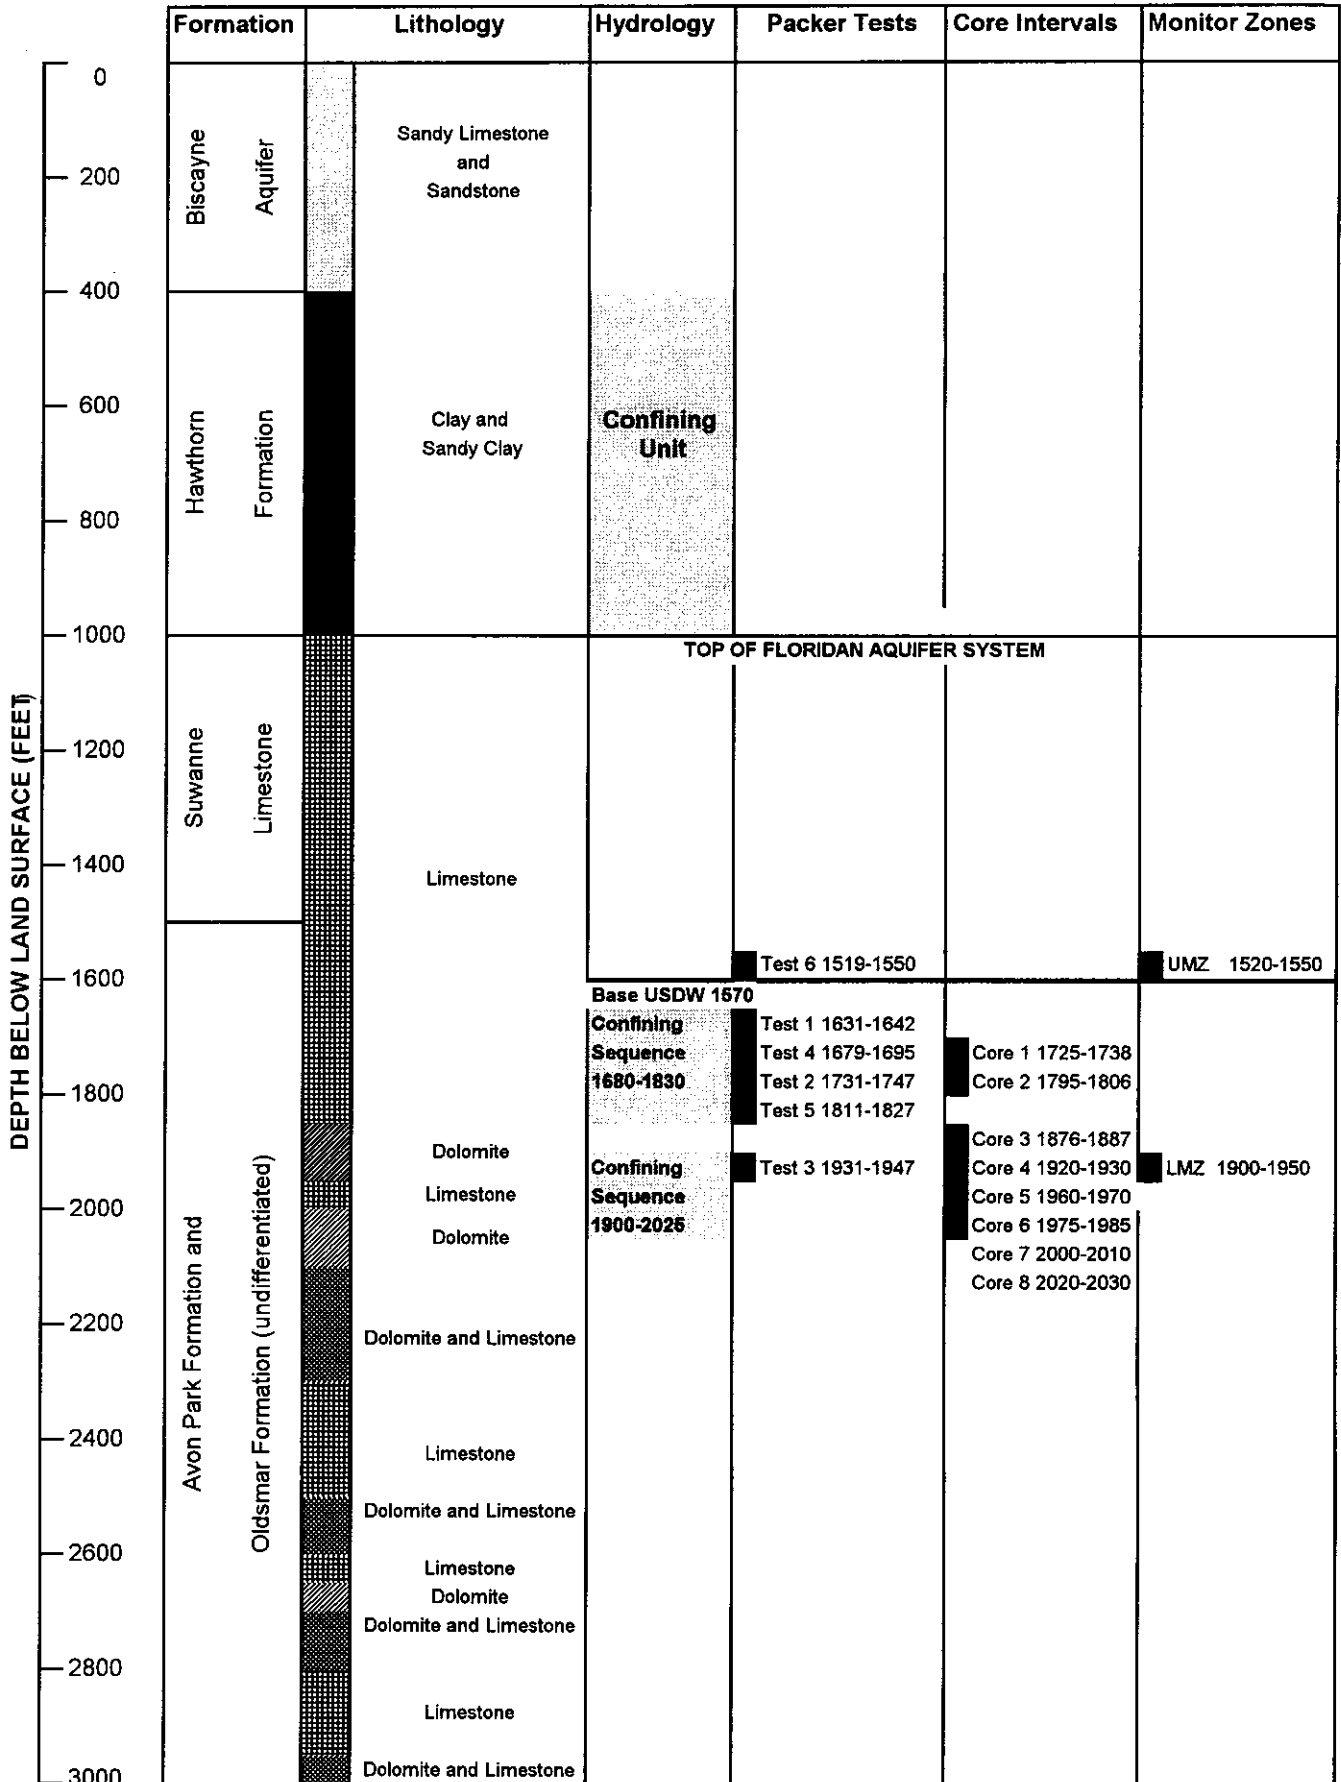 Formation Lithology Hydrology Packer Tests Core Intervals Monitor Zones
DEPTH BELOW LAND SURFACE (FEET)
0
200
400
600
800
1000
1200
1400
1600
1800
2000
2200
2400
2600
2800
3000
Biscayne
Aquifer
Hawthorn
Formation
Suwanne
Limestone
Avon Park Formation and
Oldsmar Formation (undifferentiated)
Sandy Limestone
and
Sandstone
Clay and
Sandy Clay
Limestone
Dolomite
Limestone
Dolomite
Dolomite and Limestone
Limestone
Dolomite and Limestone
Limestone
Dolomite
Dolomite and Limestone
Limestone
Dolomite and Limestone
Confining
Unit
TOP OF FLORIDAN AQUIFER SYSTEM
Base USDW 1570
Confining
Sequence
1680-1830
Confining
Sequence
1900-2025
Test 6 1519-1550
Test 1 1631-1642
Test 4 1679-1695
Test 2 1731-1747
Test 5 1811-1827
Test 3 1931-1947
Core 1 1725-1738
Core 2 1795-1806
Core 3 1876-1887
Core 4 1920-1930
Core 5 1960-1970
Core 6 1975-1985
Core 7 2000-2010
Core 8 2020-2030
UMZ 1520-1550
LMZ 1900-1950